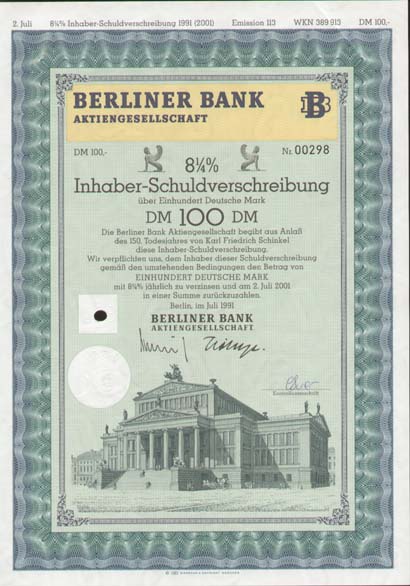 2. Juli 8¼% Inhaber-Schuldverschreibung 1991 (2001) Emission 113 WKN 389 913 DM 100,-
BERLINER BANK
AKTIENGESELLSCHAFT
DM 100,- Nr. 00298
8¼%
Inhaber-Schuldverschreibung
über Einhundert Deutsche Mark
DM 100 DM
Die Berliner Bank Aktiengesellschaft begibt aus Anlaß
des 150. Todesjahres von Karl Friedrich Schinkel
diese Inhaber-Schuldverschreibung.
Wir verpflichten uns, dem Inhaber dieser Schuldverschreibung
gemäß den umstehenden Bedingungen den Betrag von
EINHUNDERT DEUTSCHE MARK
mit 8¼% jährlich zu verzinsen und am 2. Juli 2001
in einer Summe zurückzuzahlen.
Berlin, im Juli 1991
BERLINER BANK
AKTIENGESELLSCHAFT
Kontrollunterschrift